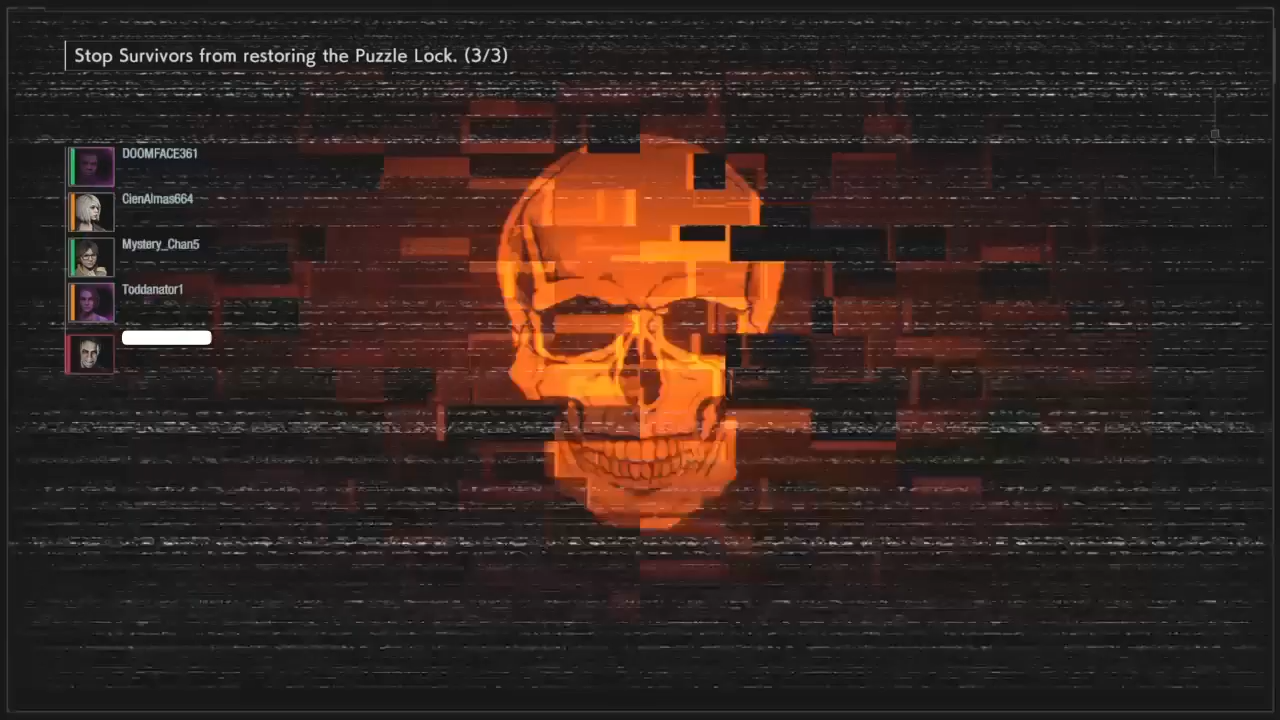 Stop Survivors from restoring the Puzzle Lock. (3/3)
DOOMFACE361
CienAlmas664
Mystery_Chan5
Toddanator1